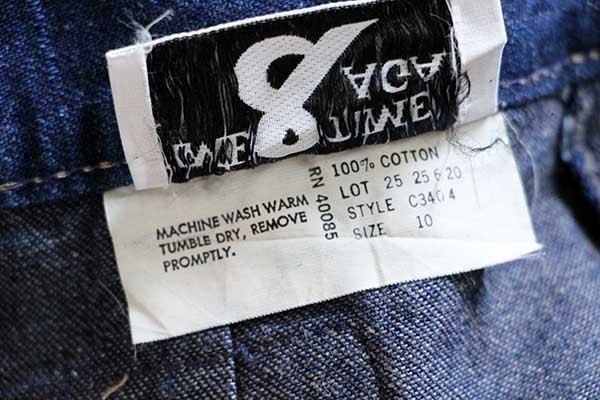 MACHINE WASH WARM
TUMBLE DRY, REMOVE
PROMPTLY.
RN 40085
100% COTTON
LOT 25 25 & 20
STYLE C3404
SIZE 10